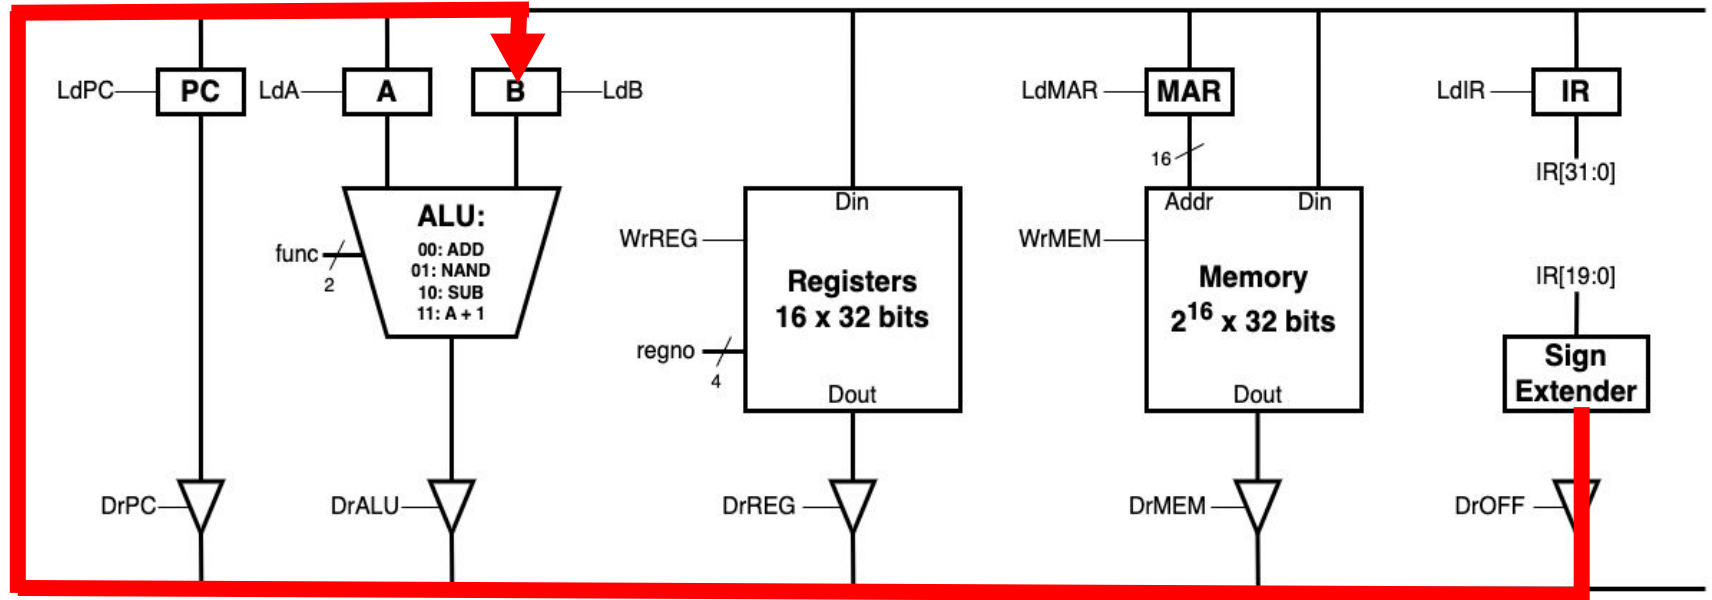 LdPC
PC
LdA
A
B
LdB
LdMAR
MAR
LdIR
IR
16
IR[31:0]
ALU:
00: ADD
01: NAND
10: SUB
11: A + 1
func
2
Din
WrREG
Registers
16 x 32 bits
regno
4
Dout
Addr Din
WrMEM
Memory
2^16 x 32 bits
Dout
IR[19:0]
Sign
Extender
DrPC
DrALU
DrREG
DrMEM
DrOFF